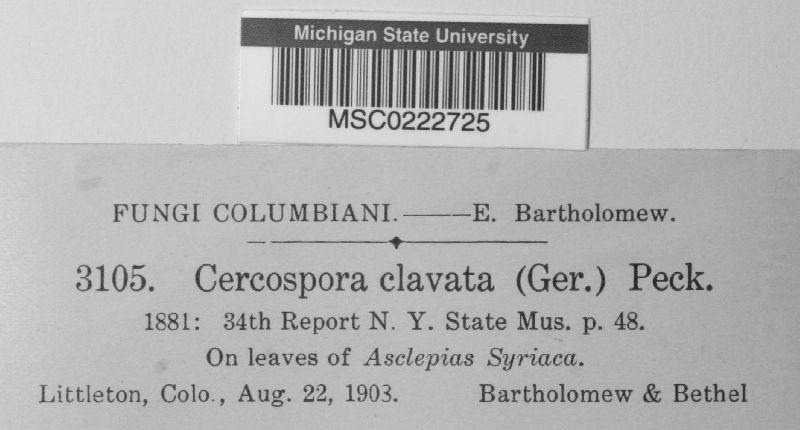 Michigan State University
MSC0222725
FUNGI COLUMBIANI.——E. Bartholomew.
3105. Cercospora clavata (Ger.) Peck.
1881: 34th Report N. Y. State Mus. p. 48.
On leaves of Asclepias Syriaca.
Littleton, Colo., Aug. 22, 1903. Bartholomew & Bethel